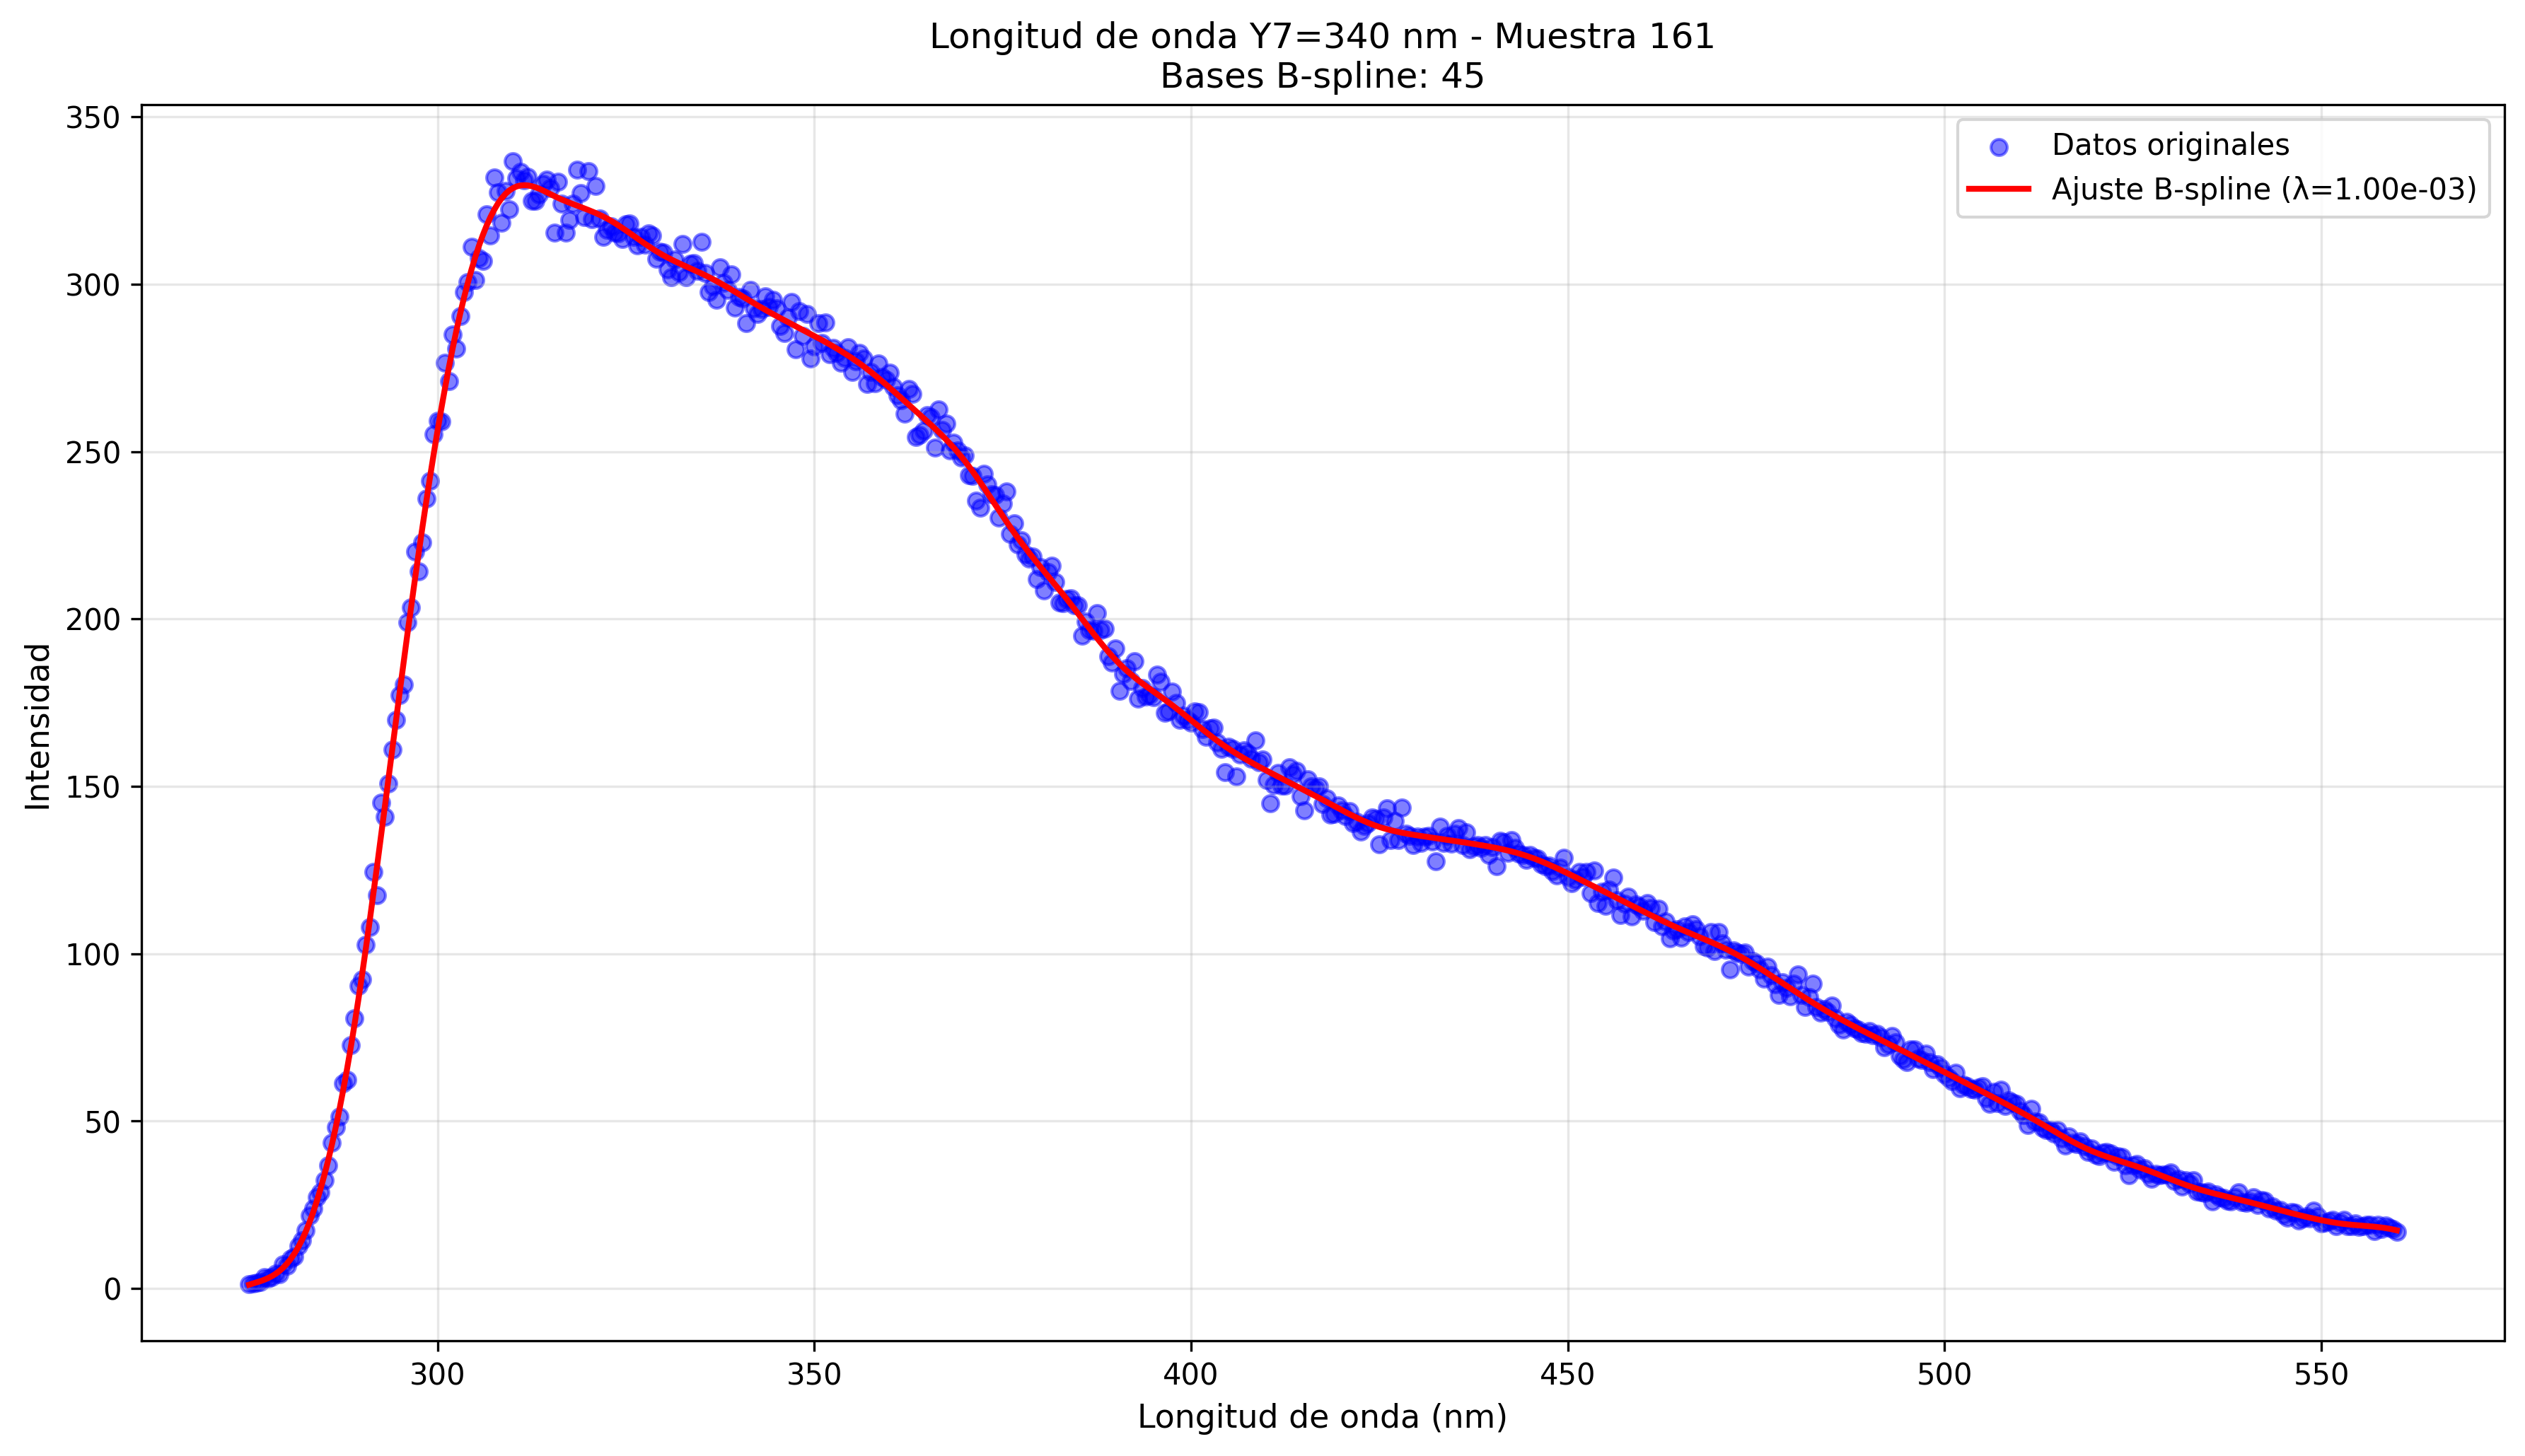 Longitud de onda Y7=340 nm - Muestra 161
Bases B-spline: 45
Datos originales
Ajuste B-spline (λ=1.00e-03)
Intensidad
350
300
250
200
150
100
50
0
300
350
400
450
500
550
Longitud de onda (nm)